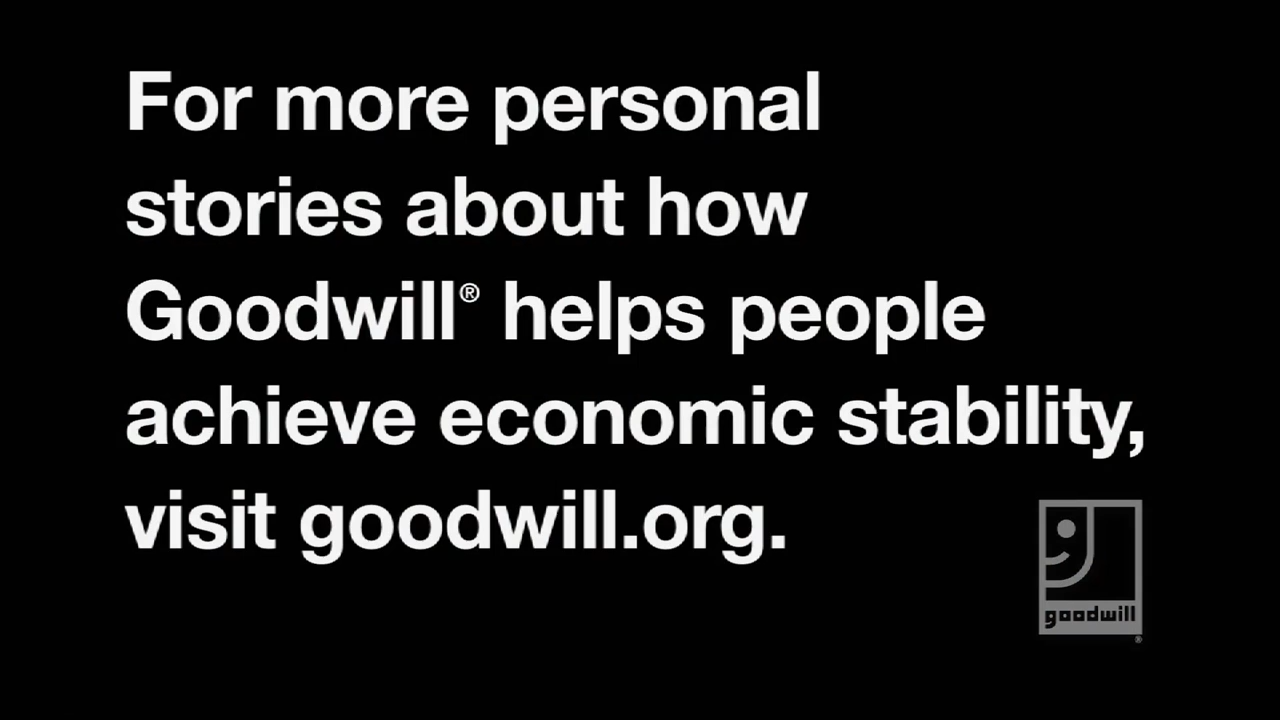 For more personal
stories about how
Goodwill® helps people
achieve economic stability,
visit goodwill.org.
goodwill
®